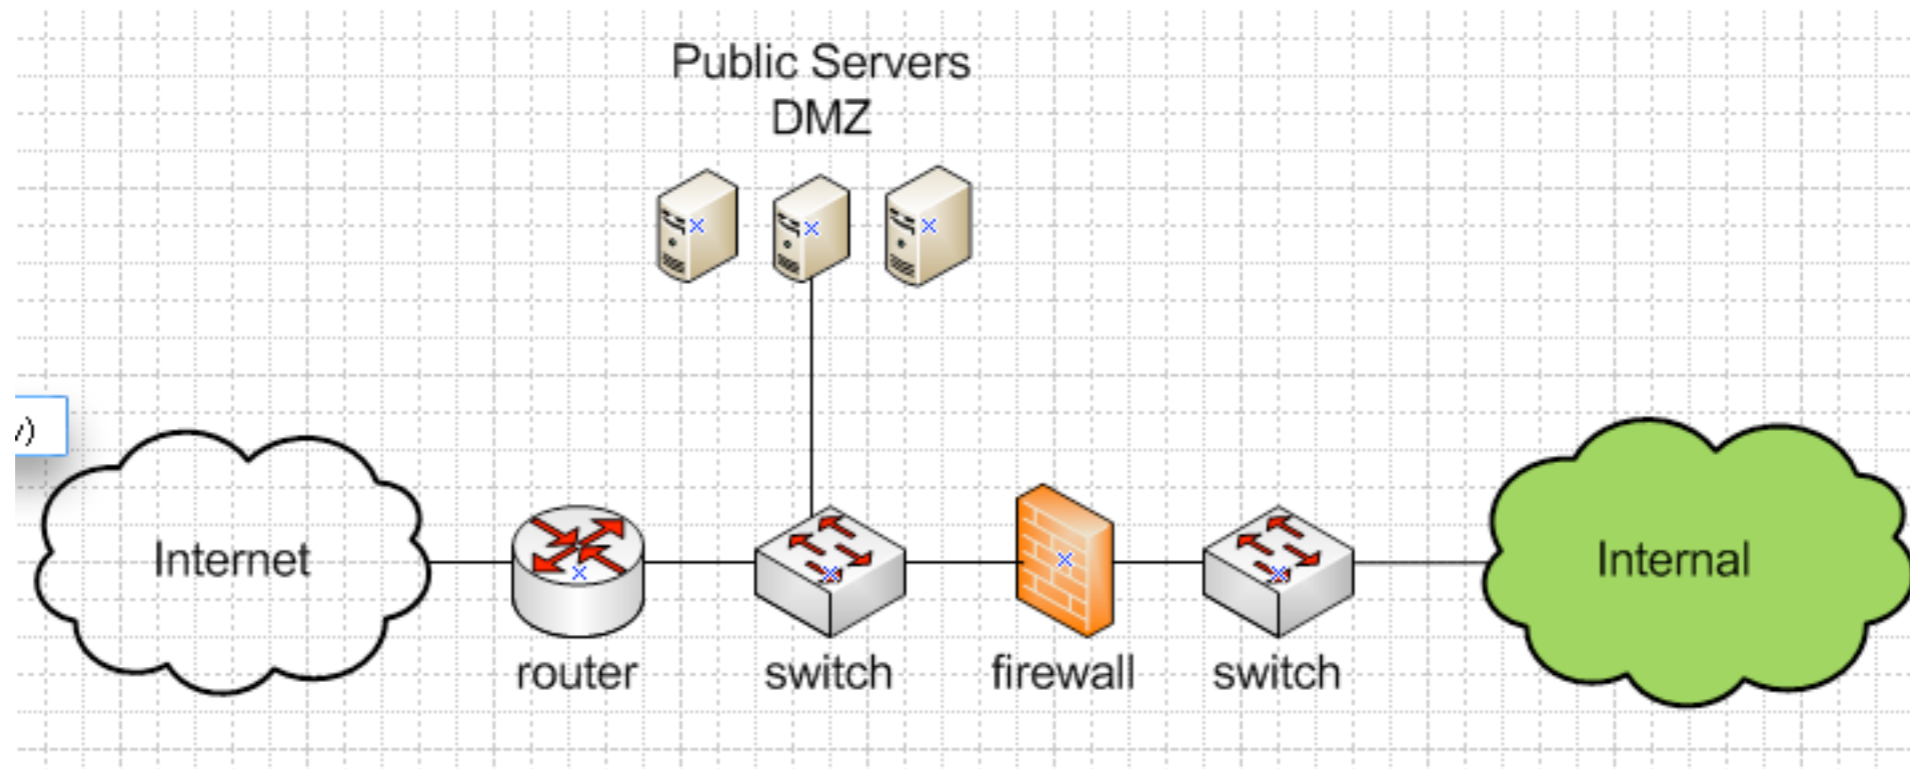 Public Servers
DMZ
Internet
Internal
router
switch
firewall
switch